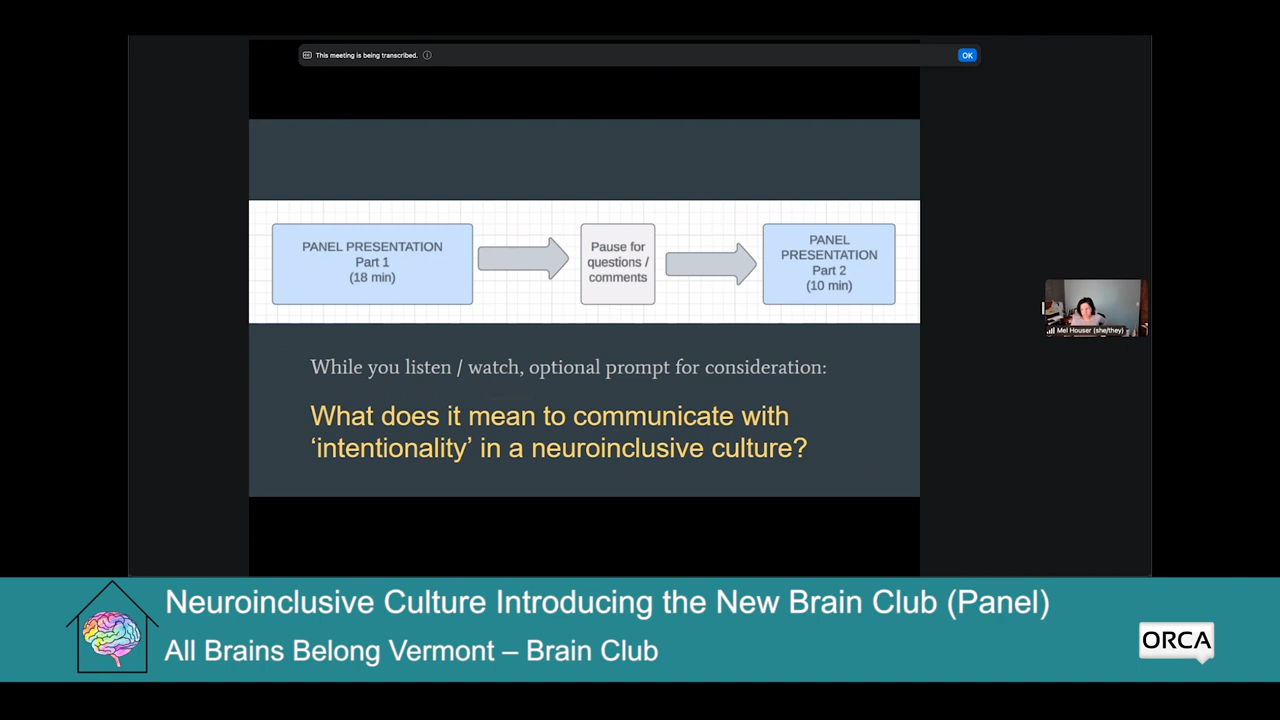 This meeting is being transcribed.
OK
PANEL PRESENTATION
Part 1
(18 min)
Pause for
questions /
comments
PANEL
PRESENTATION
Part 2
(10 min)
While you listen / watch, optional prompt for consideration:
What does it mean to communicate with
‘intentionality’ in a neuroinclusive culture?
Mel Houser (she/they)
Neuroinclusive Culture Introducing the New Brain Club (Panel)
All Brains Belong Vermont – Brain Club
ORCA